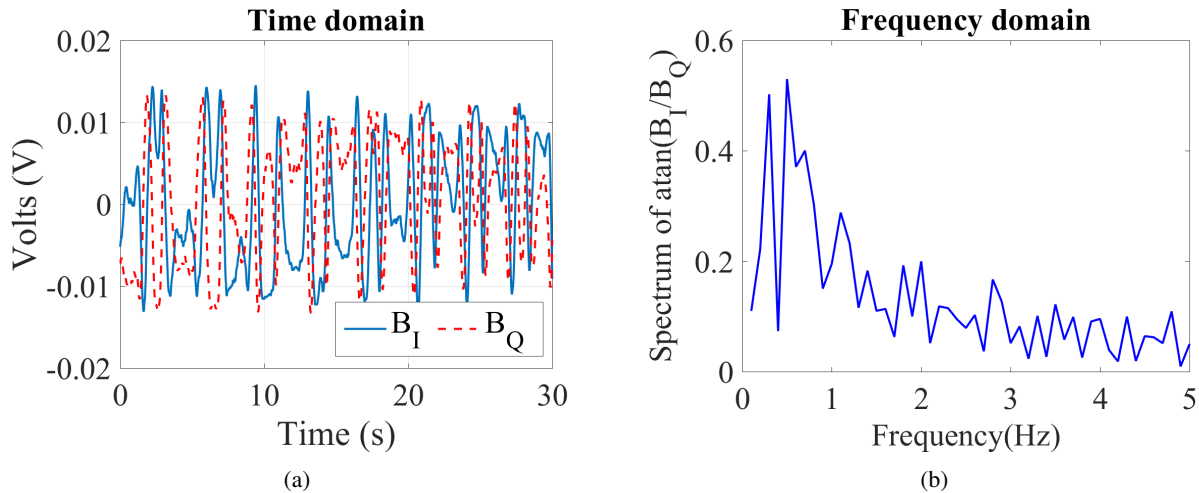 Time domain
0.02
0.01
0
-0.01
-0.02
Volts (V)
B_I B_Q
0 10 20 30
Time (s)
(a)
Frequency domain
0.6
0.4
0.2
0
Spectrum of atan(B_I/B_Q)
0 1 2 3 4 5
Frequency(Hz)
(b)